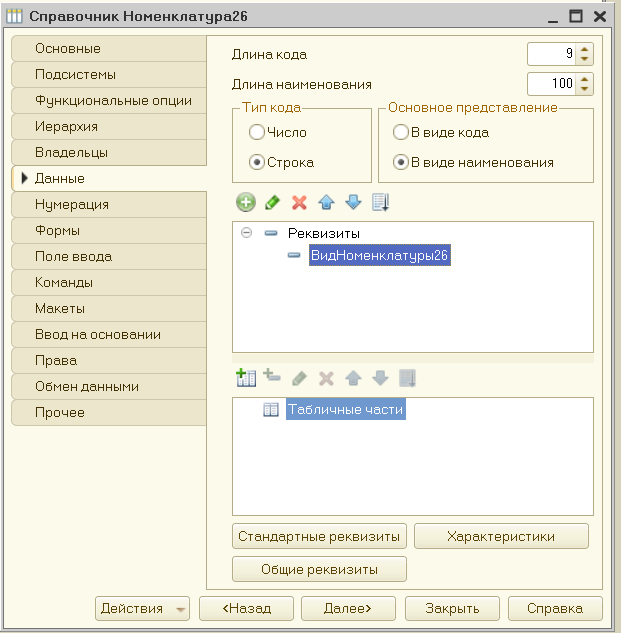 Справочник Номенклатура26
Основные
Подсистемы
Функциональные опции
Иерархия
Владельцы
Данные
Нумерация
Формы
Поле ввода
Команды
Макеты
Ввод на основании
Права
Обмен данными
Прочее
Длина кода 9
Длина наименования 100
Тип кода
Число
Строка
Основное представление
В виде кода
В виде наименования
Реквизиты
ВидНоменклатуры26
Табличные части
Стандартные реквизиты Характеристики
Общие реквизиты
Действия <Назад Далее> Закрыть Справка